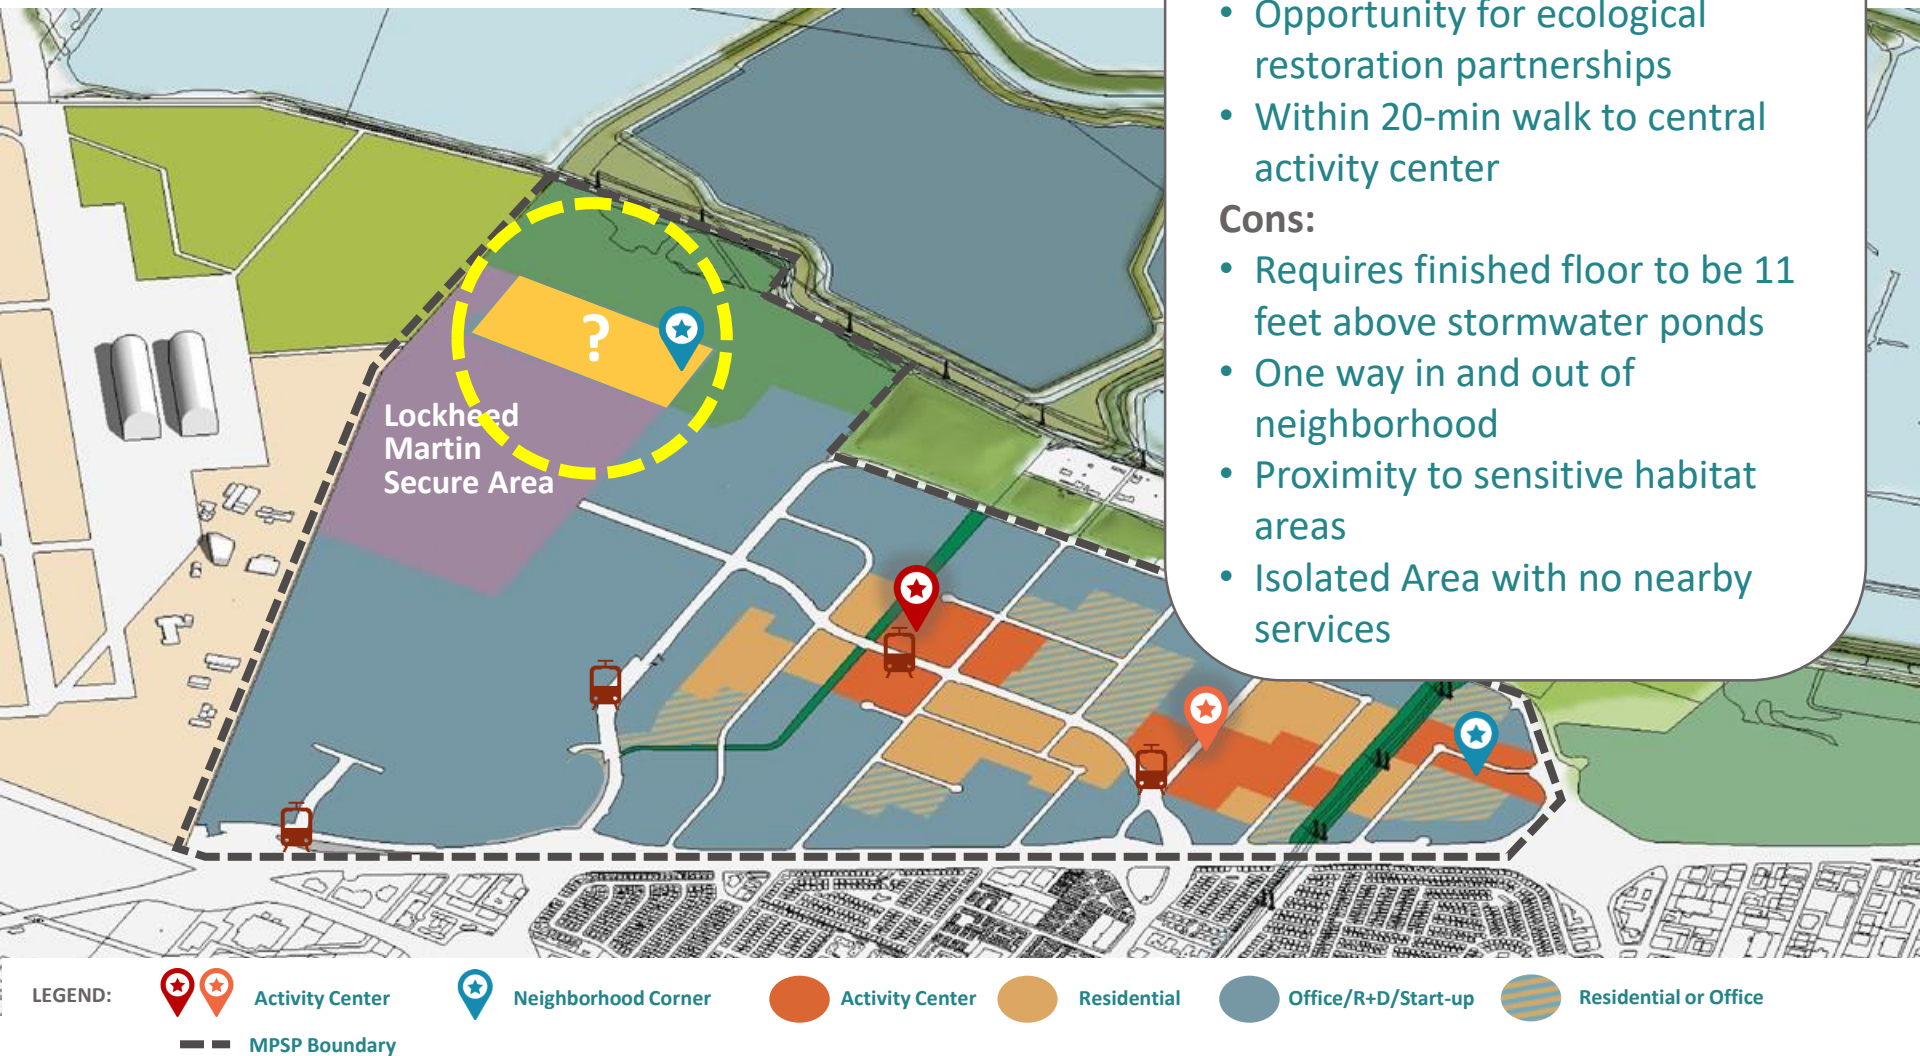 • Opportunity for ecological
restoration partnerships
• Within 20-min walk to central
activity center
Cons:
• Requires finished floor to be 11
feet above stormwater ponds
• One way in and out of
neighborhood
• Proximity to sensitive habitat
areas
• Isolated Area with no nearby
services
?
Lockheed
Martin
Secure Area
LEGEND:
Activity Center
Neighborhood Corner
Activity Center
Residential
Office/R+D/Start-up
Residential or Office
MPSP Boundary